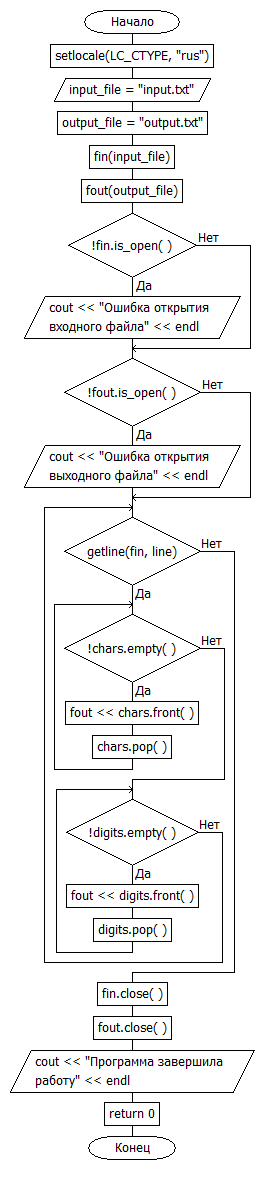 Начало
setlocale(LC_CTYPE, "rus")
input_file = "input.txt"
output_file = "output.txt"
fin(input_file)
fout(output_file)
!fin.is_open( )
Нет
Да
cout << "Ошибка открытия
входного файла" << endl
!fout.is_open( )
Нет
Да
cout << "Ошибка открытия
выходного файла" << endl
getline(fin, line)
Нет
Да
!chars.empty( )
Нет
Да
fout << chars.front( )
chars.pop( )
!digits.empty( )
Нет
Да
fout << digits.front( )
digits.pop( )
fin.close( )
fout.close( )
cout << "Программа завершила
работу" << endl
return 0
Конец